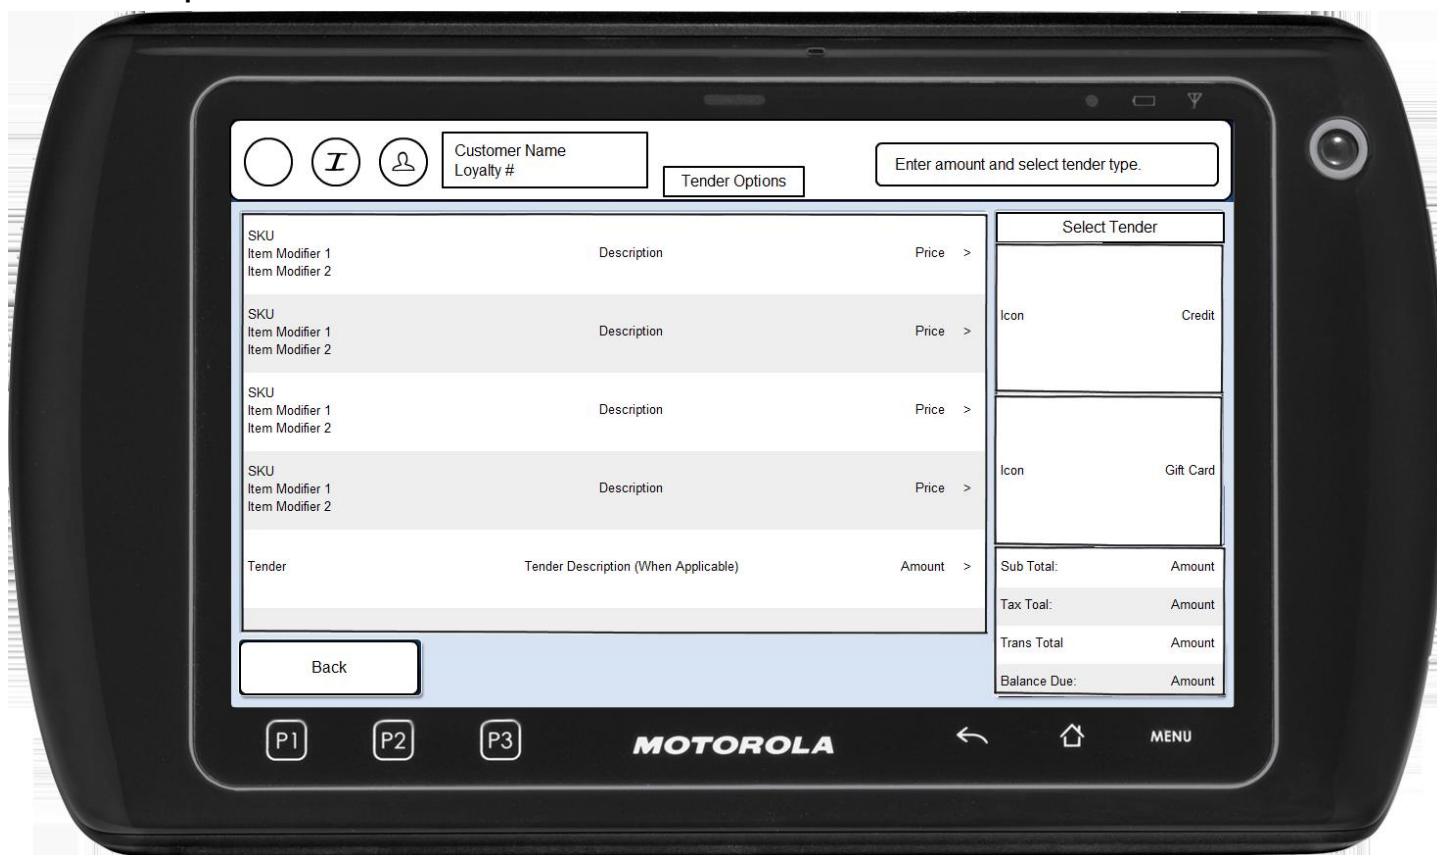 I
Customer Name
Loyalty #
Tender Options
Enter amount and select tender type.
SKU
Item Modifier 1
Item Modifier 2
Description
Price >
SKU
Item Modifier 1
Item Modifier 2
Description
Price >
SKU
Item Modifier 1
Item Modifier 2
Description
Price >
SKU
Item Modifier 1
Item Modifier 2
Description
Price >
Tender Tender Description (When Applicable) Amount >
Select Tender
Icon Credit
Icon Gift Card
Sub Total: Amount
Tax Toal: Amount
Trans Total Amount
Balance Due: Amount
Back
P1 P2 P3 MOTOROLA MENU